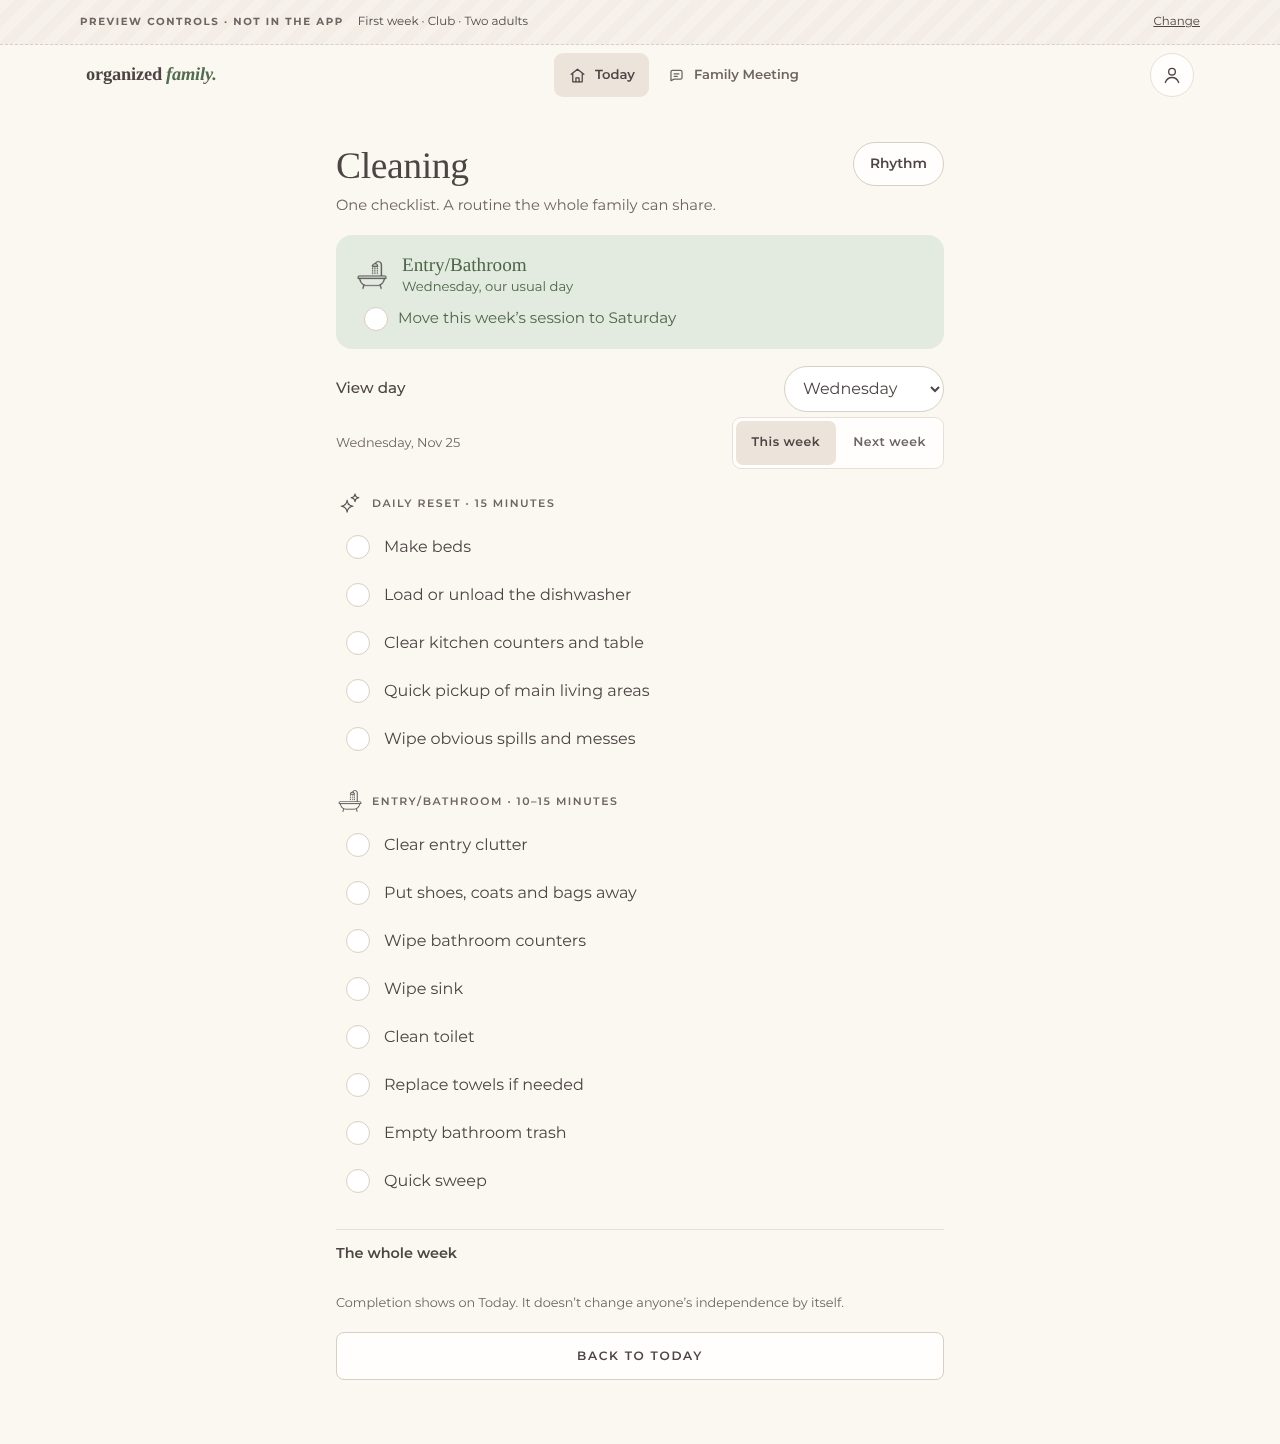 PREVIEW CONTROLS · NOT IN THE APP First week · Club · Two adults Change
organized family. Today Family Meeting
Cleaning Rhythm
One checklist. A routine the whole family can share.
Entry/Bathroom
Wednesday, our usual day
Move this week’s session to Saturday
View day Wednesday
Wednesday, Nov 25 This week Next week
DAILY RESET · 15 MINUTES
Make beds
Load or unload the dishwasher
Clear kitchen counters and table
Quick pickup of main living areas
Wipe obvious spills and messes
ENTRY/BATHROOM · 10–15 MINUTES
Clear entry clutter
Put shoes, coats and bags away
Wipe bathroom counters
Wipe sink
Clean toilet
Replace towels if needed
Empty bathroom trash
Quick sweep
The whole week
Completion shows on Today. It doesn’t change anyone’s independence by itself.
BACK TO TODAY